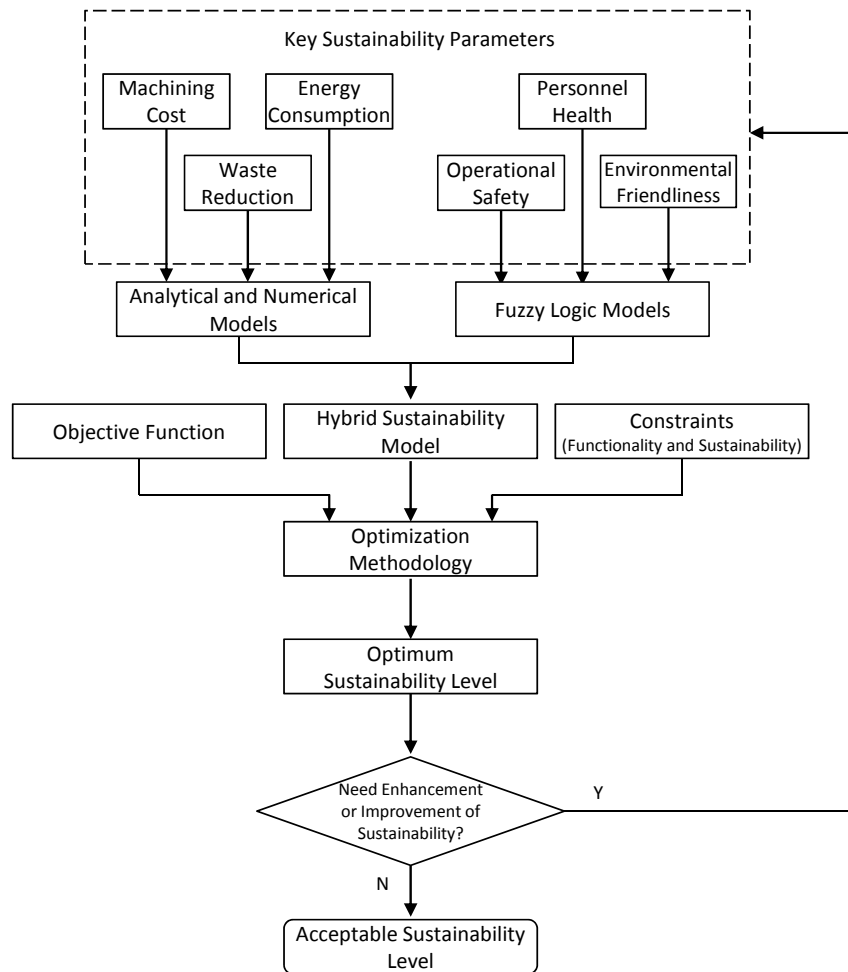 Key Sustainability Parameters
Machining
Cost
Energy
Consumption
Personnel
Health
Waste
Reduction
Operational
Safety
Environmental
Friendliness
Analytical and Numerical
Models
Fuzzy Logic Models
Objective Function
Hybrid Sustainability
Model
Constraints
(Functionality and Sustainability)
Optimization
Methodology
Optimum
Sustainability Level
Need Enhancement
or Improvement of
Sustainability?
Y
N
Acceptable Sustainability
Level